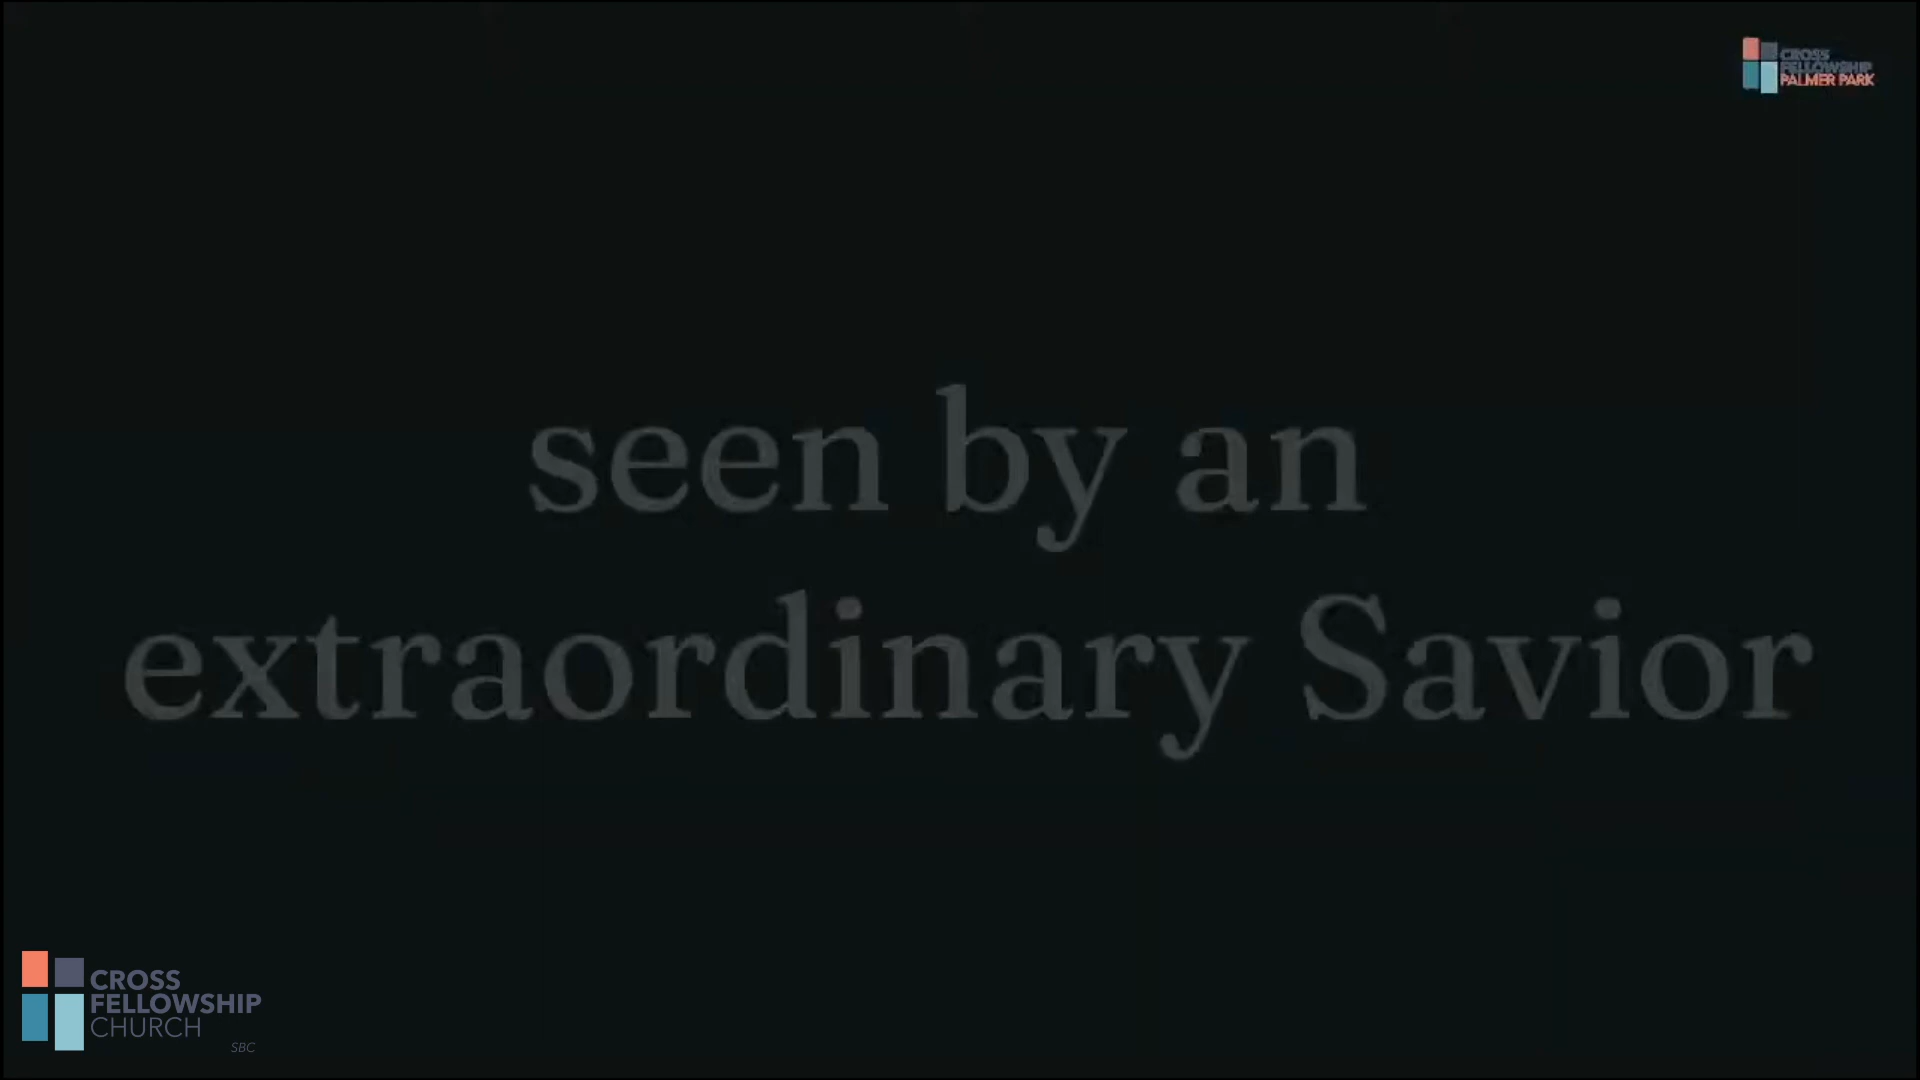 CROSS
FELLOWSHIP
PALMER PARK
seen by an
extraordinary Savior
CROSS
FELLOWSHIP
CHURCH
SBC